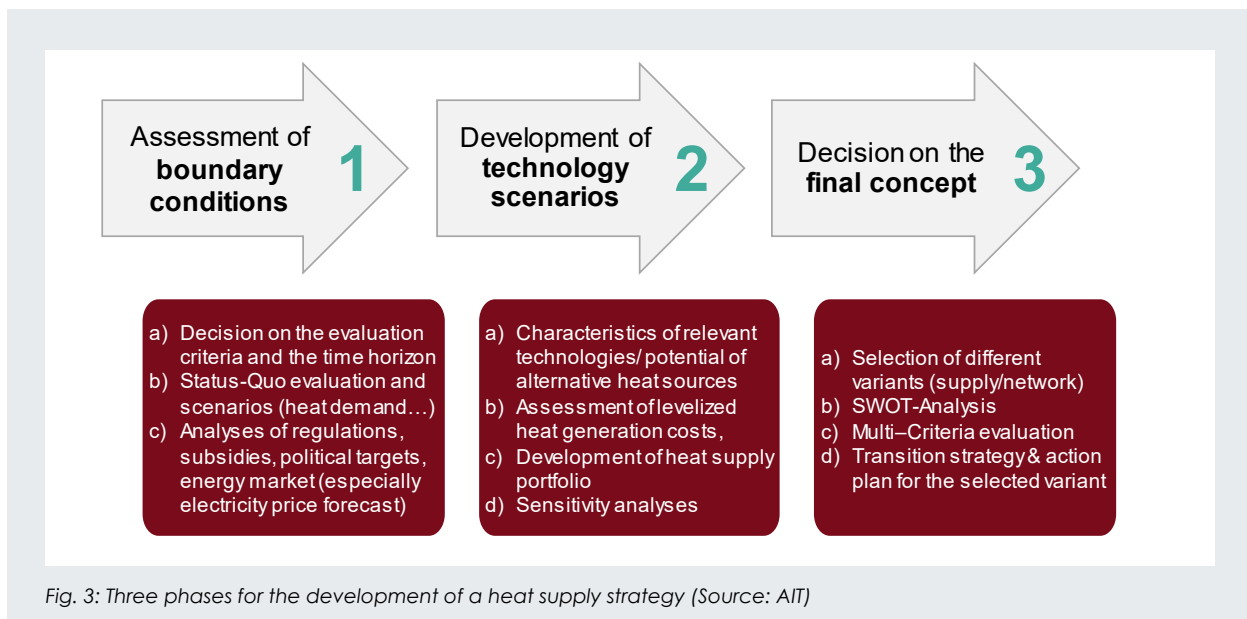 Assessment of
boundary
conditions
1
Development of
technology
scenarios
2
Decision on the
final concept
3
a) Decision on the evaluation
criteria and the time horizon
b) Status-Quo evaluation and
scenarios (heat demand…)
c) Analyses of regulations,
subsidies, political targets,
energy market (especially
electricity price forecast)
a) Characteristics of relevant
technologies/ potential of
alternative heat sources
b) Assessment of levelized
heat generation costs,
c) Development of heat supply
portfolio
d) Sensitivity analyses
a) Selection of different
variants (supply/network)
b) SWOT-Analysis
c) Multi–Criteria evaluation
d) Transition strategy & action
plan for the selected variant
Fig. 3: Three phases for the development of a heat supply strategy (Source: AIT)